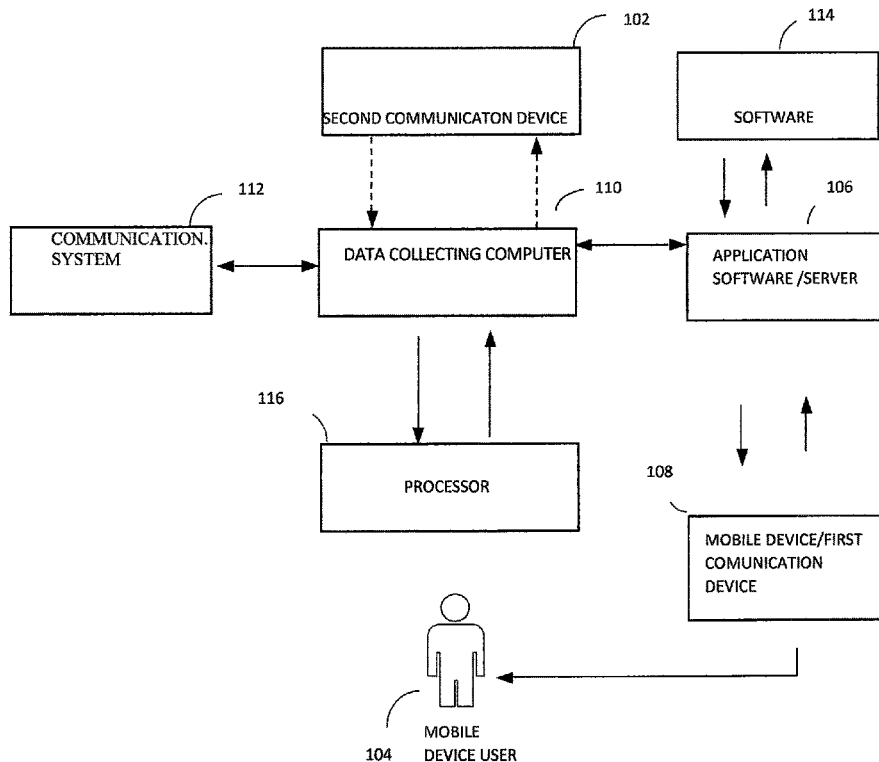 102
114
SECOND COMMUNICATON DEVICE
SOFTWARE
112
110
106
COMMUNICATION.
SYSTEM
DATA COLLECTING COMPUTER
APPLICATION
SOFTWARE /SERVER
116
PROCESSOR
108
MOBILE DEVICE/FIRST
COMUNICATION
DEVICE
104
MOBILE
DEVICE USER